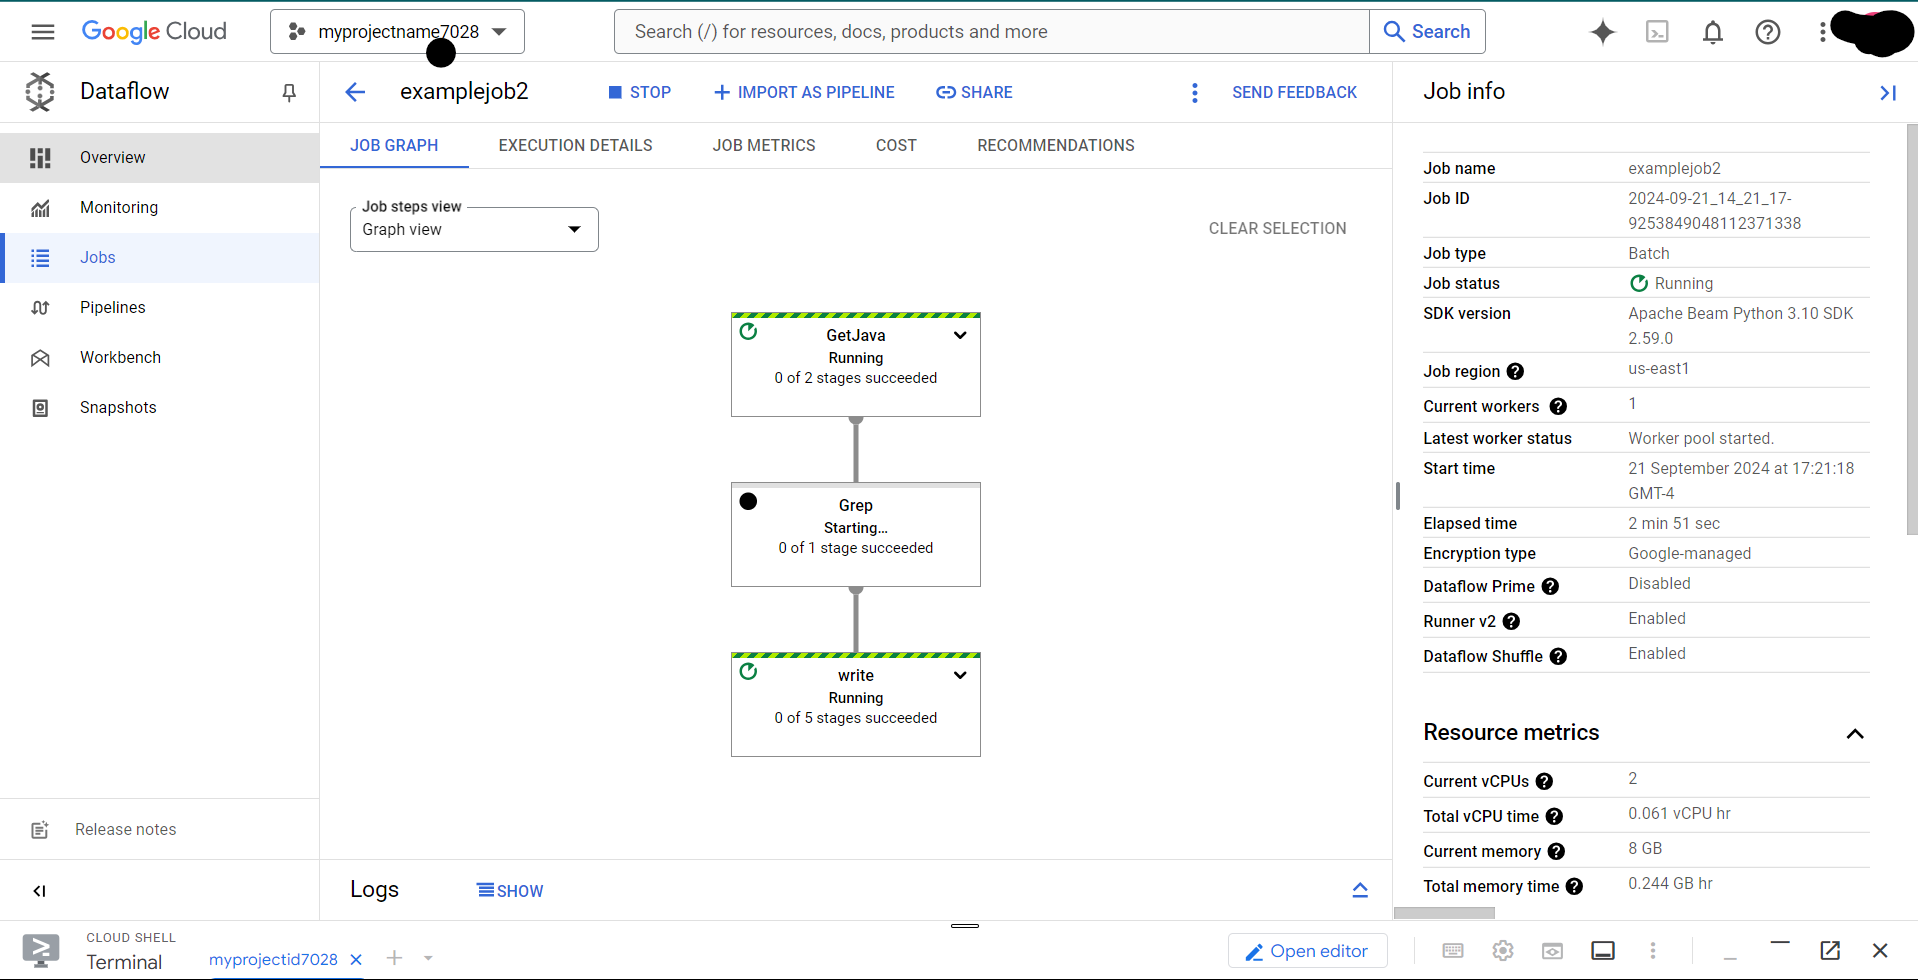 Google Cloud
myprojectname7028
Search (/) for resources, docs, products and more
Search
Dataflow
Overview
Monitoring
Jobs
Pipelines
Workbench
Snapshots
Release notes
examplejob2
STOP
IMPORT AS PIPELINE
SHARE
SEND FEEDBACK
JOB GRAPH
EXECUTION DETAILS
JOB METRICS
COST
RECOMMENDATIONS
Job steps view
Graph view
CLEAR SELECTION
GetJava
Running
0 of 2 stages succeeded
Grep
Starting...
0 of 1 stage succeeded
write
Running
0 of 5 stages succeeded
Logs
SHOW
Job info
Job name examplejob2
Job ID 2024-09-21_14_21_17-
9253849048112371338
Job type Batch
Job status Running
SDK version Apache Beam Python 3.10 SDK
2.59.0
Job region us-east1
Current workers 1
Latest worker status Worker pool started.
Start time 21 September 2024 at 17:21:18
GMT-4
Elapsed time 2 min 51 sec
Encryption type Google-managed
Dataflow Prime Disabled
Runner v2 Enabled
Dataflow Shuffle Enabled
Resource metrics
Current vCPUs 2
Total vCPU time 0.061 vCPU hr
Current memory 8 GB
Total memory time 0.244 GB hr
CLOUD SHELL
Terminal
myprojectid7028
Open editor